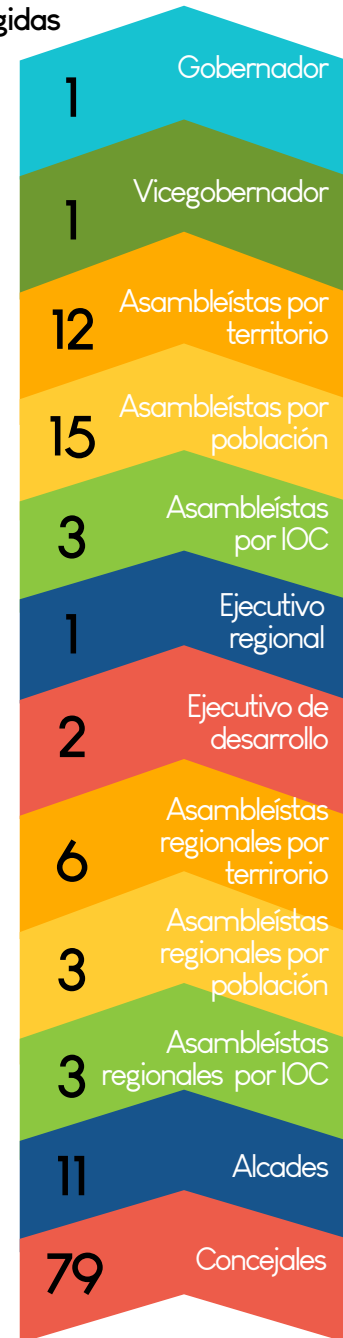 gidas
1 Gobernador
1 Vicegobernador
12 Asambleístas por
territorio
15 Asambleístas por
población
3 Asambleístas
por IOC
1 Ejecutivo
regional
2 Ejecutivo de
desarrollo
6 Asambleístas
regionales por
terrirorio
3 Asambleístas
regionales por
población
3 Asambleístas
regionales por IOC
11 Alcades
79 Concejales